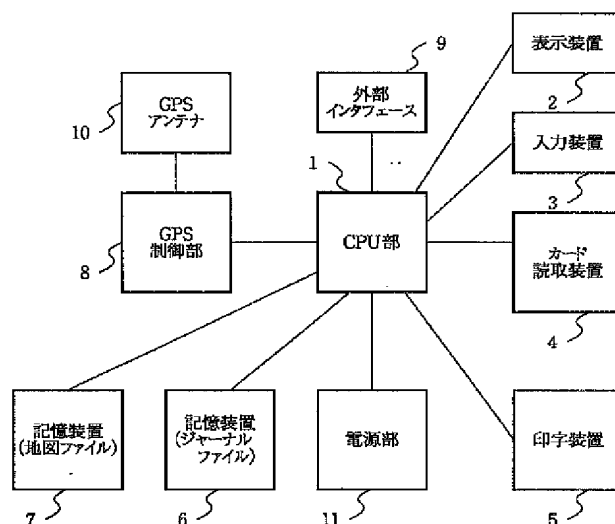 表示装置
2
9
外部
インタフェース
GPS
アンテナ
10
入力装置
3
1
GPS
制御部
8
CPU部
カード
読取装置
4
記憶装置
(地図ファイル)
7
記憶装置
(ジャーナル
ファイル)
6
電源部
11
印字装置
5